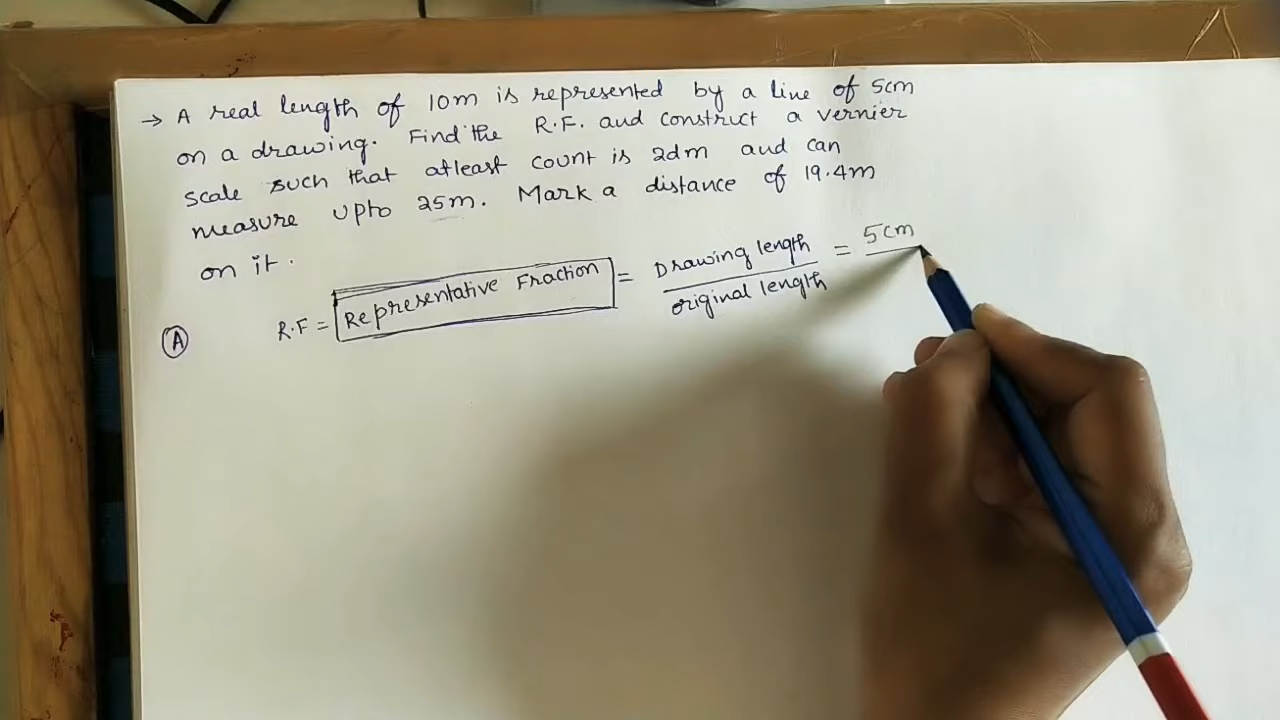 → A real length of 10m is represented by a line of 5cm
on a drawing. Find the R.F. and construct a vernier
scale such that atleast count is 2dm and can
measure upto 25m. Mark a distance of 19.4m
on it.
A R.F = Representative Fraction = Drawing length / original length = 5cm